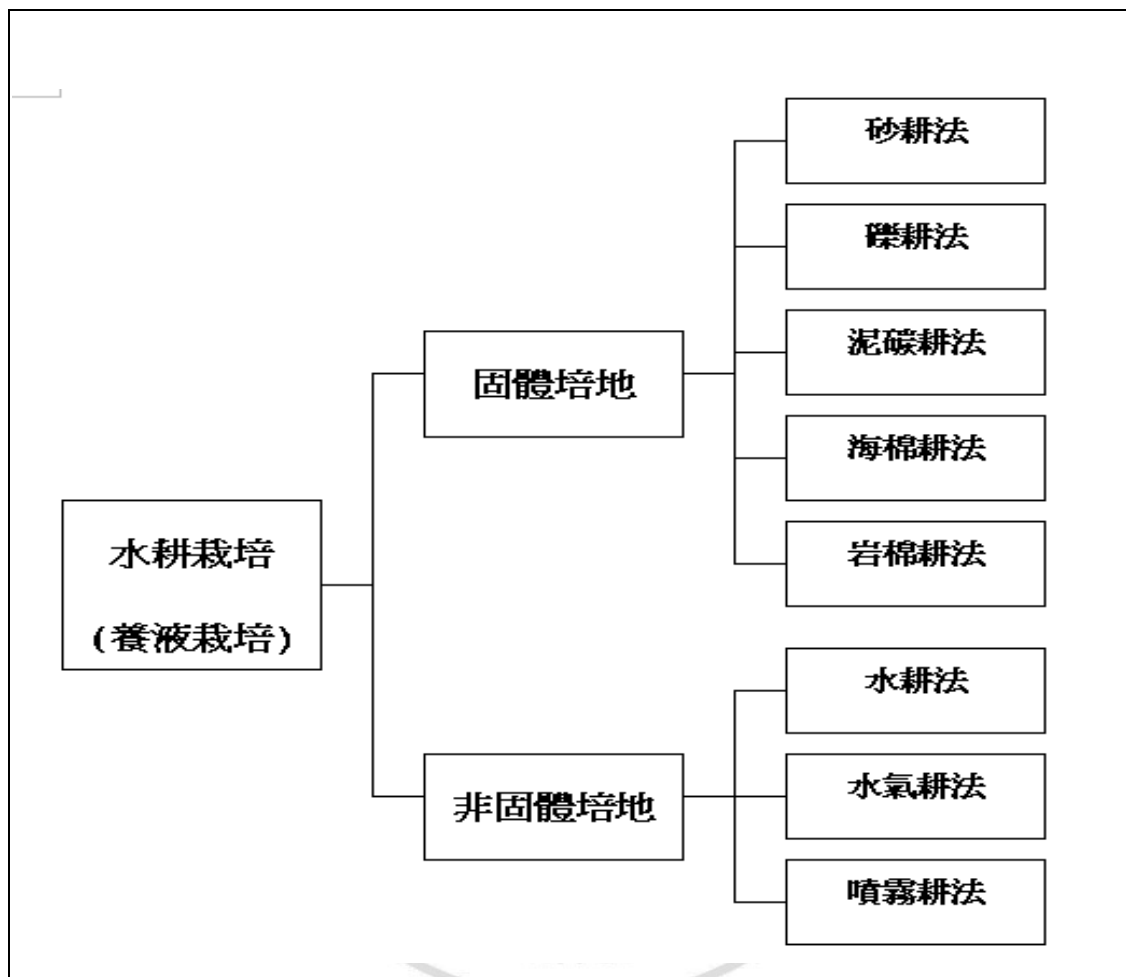 水耕栽培
(養液栽培)
固體培地
砂耕法
礫耕法
泥碳耕法
海棉耕法
岩棉耕法
非固體培地
水耕法
水氣耕法
噴霧耕法